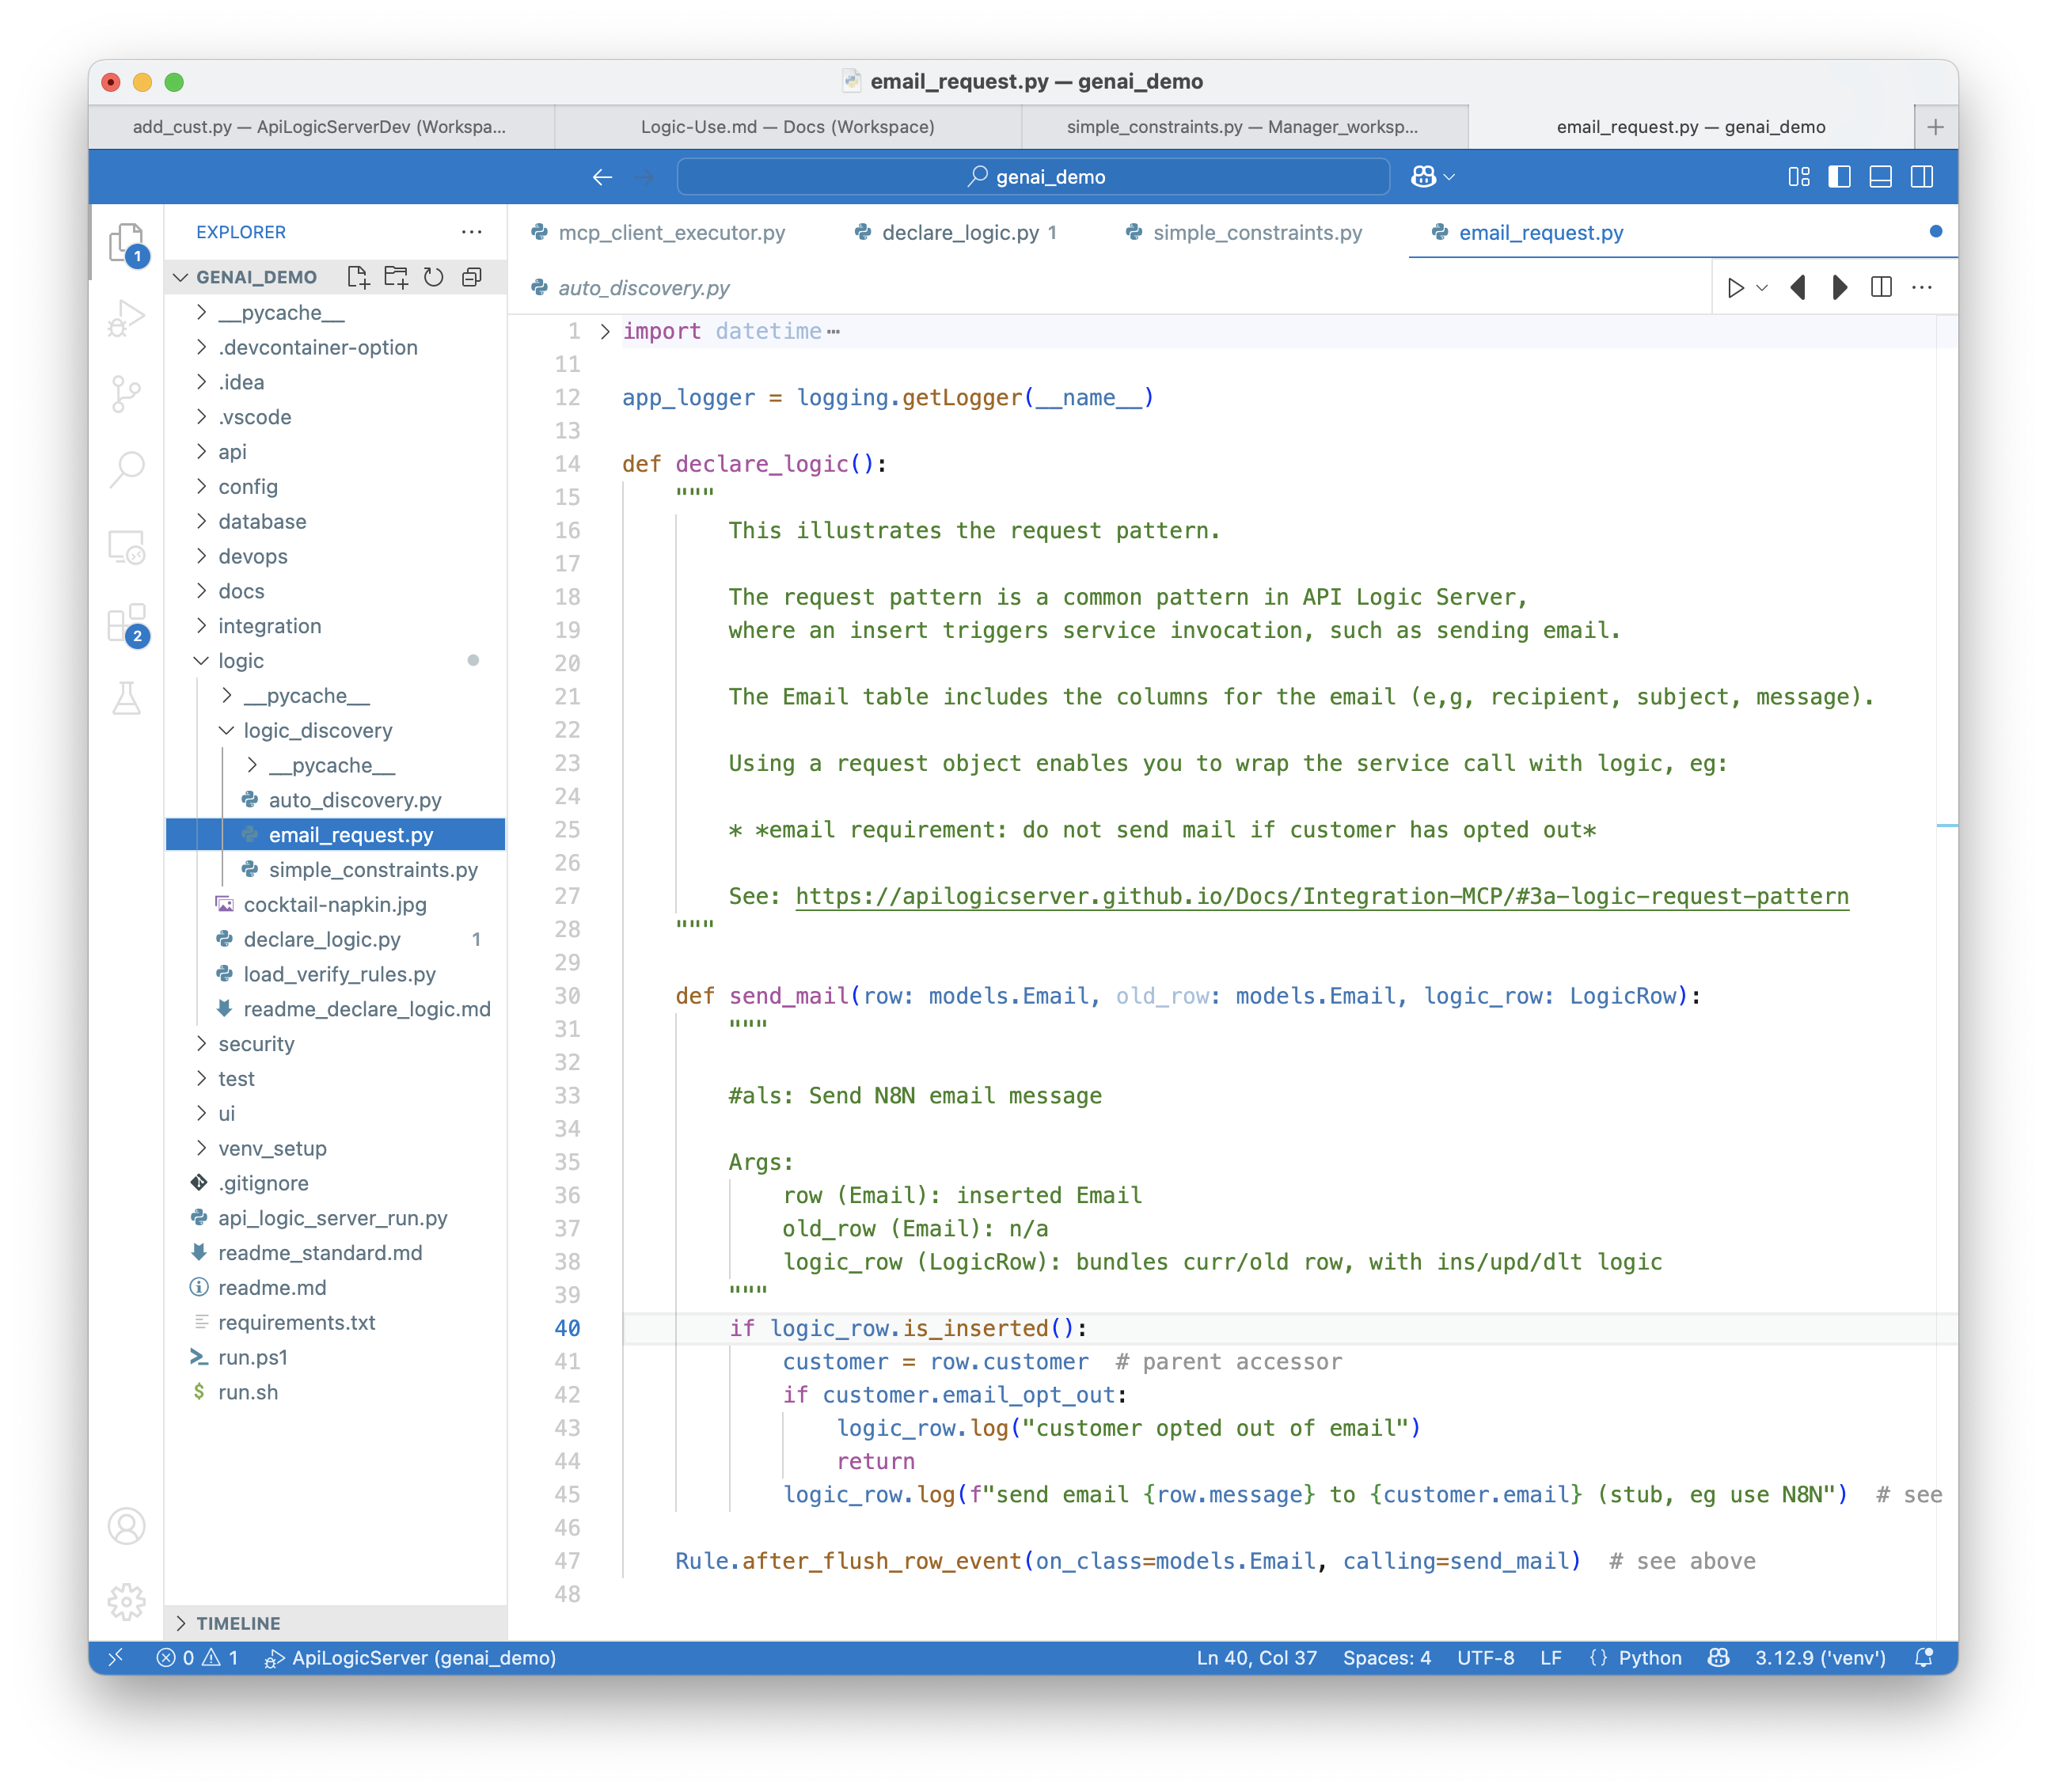 email_request.py — genai_demo
add_cust.py — ApiLogicServerDev (Workspa...
Logic-Use.md — Docs (Workspace)
simple_constraints.py — Manager_worksp...
email_request.py — genai_demo
genai_demo
EXPLORER
GENAI_DEMO
__pycache__
.devcontainer-option
.idea
.vscode
api
config
database
devops
docs
integration
logic
__pycache__
logic_discovery
__pycache__
auto_discovery.py
email_request.py
simple_constraints.py
cocktail-napkin.jpg
declare_logic.py 1
load_verify_rules.py
readme_declare_logic.md
security
test
ui
venv_setup
.gitignore
api_logic_server_run.py
readme_standard.md
readme.md
requirements.txt
run.ps1
run.sh
TIMELINE
1
2
mcp_client_executor.py
declare_logic.py 1
simple_constraints.py
email_request.py
auto_discovery.py
1 import datetime ...
11
12 app_logger = logging.getLogger(__name__)
13
14 def declare_logic():
15 """
16 This illustrates the request pattern.
17
18 The request pattern is a common pattern in API Logic Server,
19 where an insert triggers service invocation, such as sending email.
20
21 The Email table includes the columns for the email (e,g, recipient, subject, message).
22
23 Using a request object enables you to wrap the service call with logic, eg:
24
25 * *email requirement: do not send mail if customer has opted out*
26
27 See: https://apilogicserver.github.io/Docs/Integration-MCP/#3a-logic-request-pattern
28 """
29
30 def send_mail(row: models.Email, old_row: models.Email, logic_row: LogicRow):
31 """
32
33 #als: Send N8N email message
34
35 Args:
36 row (Email): inserted Email
37 old_row (Email): n/a
38 logic_row (LogicRow): bundles curr/old row, with ins/upd/dlt logic
39 """
40 if logic_row.is_inserted():
41 customer = row.customer # parent accessor
42 if customer.email_opt_out:
43 logic_row.log("customer opted out of email")
44 return
45 logic_row.log(f"send email {row.message} to {customer.email} (stub, eg use N8N") # see
46
47 Rule.after_flush_row_event(on_class=models.Email, calling=send_mail) # see above
48
0 1 ApiLogicServer (genai_demo)
Ln 40, Col 37 Spaces: 4 UTF-8 LF {} Python 3.12.9 ('venv')